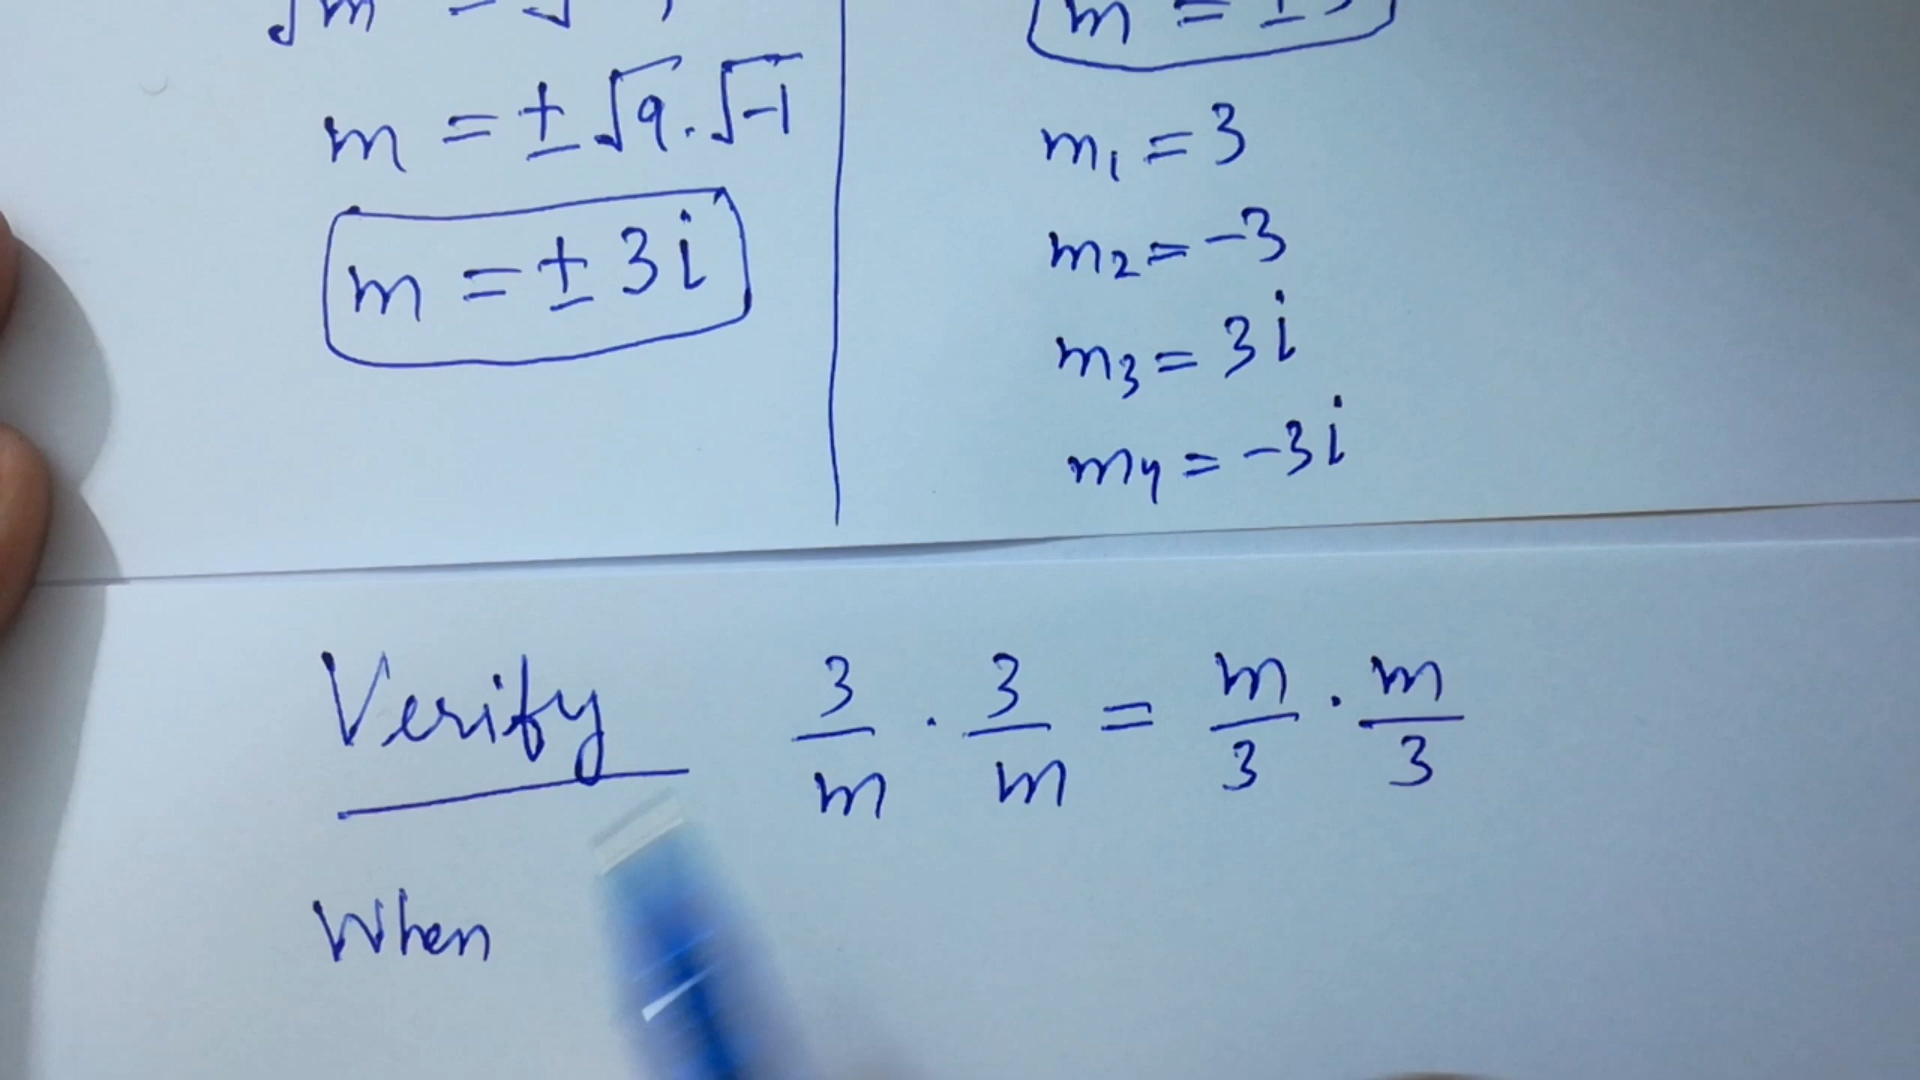 m = ± √9 . √-1
m = ± 3i
m = ±
m₁ = 3
m₂ = -3
m₃ = 3i
m₄ = -3i
Verify 3/m . 3/m = m/3 . m/3
When